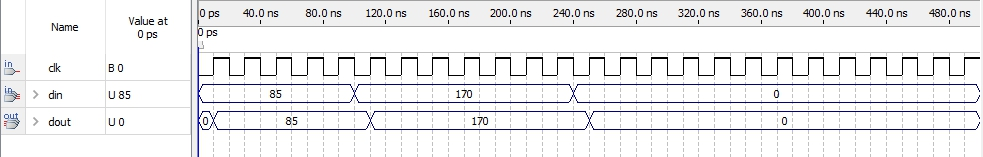 Name Value at 0 ps 0 ps 40.0 ns 80.0 ns 120.0 ns 160.0 ns 200.0 ns 240.0 ns 280.0 ns 320.0 ns 360.0 ns 400.0 ns 440.0 ns 480.0 ns
0 ps
in clk B 0
in din U 85 85 170 0
out dout U 0 0 85 170 0